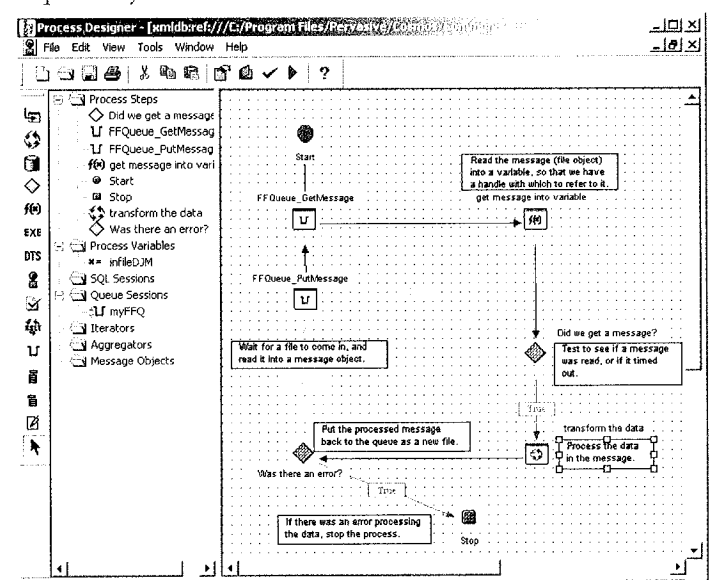 Process Designer - [xmldb:ref:///C:/Program Files/Pervasive/Cosmos/
File Edit View Tools Window Help
Process Steps
Did we get a message
FFQueue_GetMessag
FFQueue_PutMessag
f(x) get message into vari
Start
Stop
transform the data
Was there an error?
Process Variables
infileDJM
SQL Sessions
Queue Sessions
myFFQ
Iterators
Aggregators
Message Objects
f(x)
EXE
DTS
Start
Read the message (file object)
into a variable, so that we have
a handle with which to refer to it.
FFQueue_GetMessage
get message into variable
f(x)
FFQueue_PutMessage
Wait for a file to come in, and
read it into a message object.
Did we get a message?
Test to see if a message
was read, or if it timed
out.
True
transform the data
Process the data
in the message.
Put the processed message
back to the queue as a new file.
Was there an error?
True
If there was an error processing
the data, stop the process.
Stop